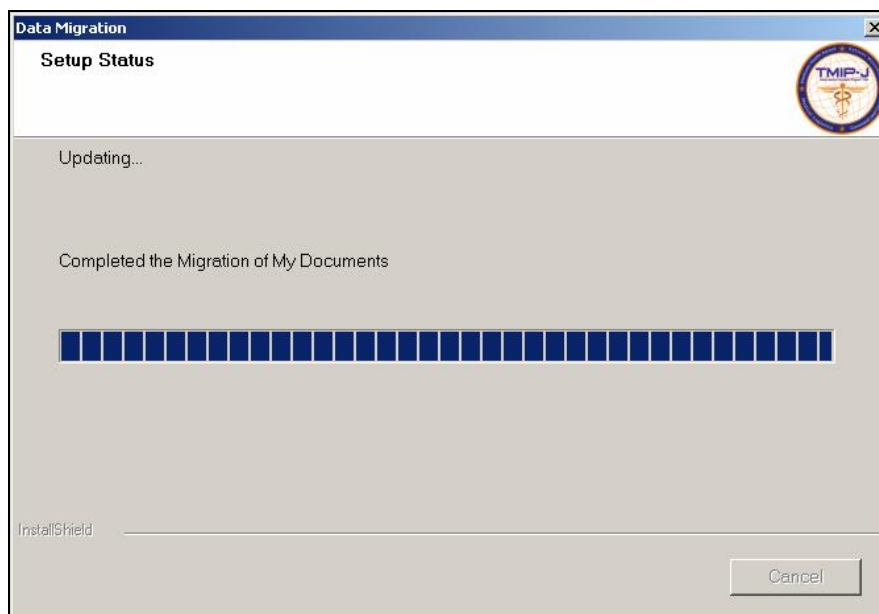 Data Migration
Setup Status
TMIP-J
Updating...
Completed the Migration of My Documents
InstallShield
Cancel